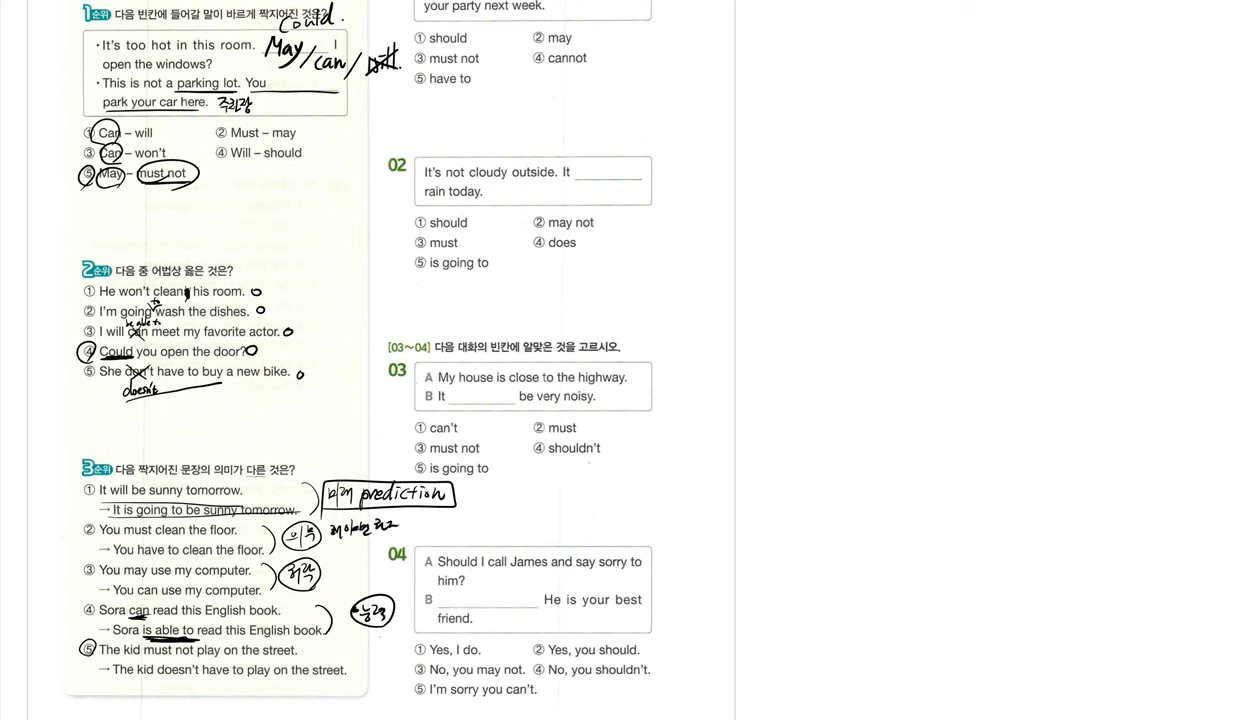 1순위 다음 빈칸에 들어갈 말이 바르게 짝지어진 것은?
Could.
• It's too hot in this room. ______ I
May/can/
open the windows?
• This is not a parking lot. You ______
park your car here. 주차장
① Can – will ② Must – may
③ Can – won't ④ Will – should
⑤ May – must not
2순위 다음 중 어법상 옳은 것은?
① He won't clean his room.
to
② I'm going wash the dishes.
be able to
③ I will can meet my favorite actor.
④ Could you open the door?
⑤ She don't have to buy a new bike.
doesn't
3순위 다음 짝지어진 문장의 의미가 다른 것은?
① It will be sunny tomorrow.
→ It is going to be sunny tomorrow.
미래 prediction
② You must clean the floor.
→ You have to clean the floor.
의무
③ You may use my computer.
→ You can use my computer.
허락
④ Sora can read this English book.
→ Sora is able to read this English book.
능력
⑤ The kid must not play on the street.
→ The kid doesn't have to play on the street.
your party next week.
① should ② may
③ must not ④ cannot
⑤ have to
02
It's not cloudy outside. It ______
rain today.
① should ② may not
③ must ④ does
⑤ is going to
[03~04] 다음 대화의 빈칸에 알맞은 것을 고르시오.
03
A My house is close to the highway.
B It ______ be very noisy.
① can't ② must
③ must not ④ shouldn't
⑤ is going to
04
A Should I call James and say sorry to
him?
B ______ He is your best
friend.
① Yes, I do. ② Yes, you should.
③ No, you may not. ④ No, you shouldn't.
⑤ I'm sorry you can't.